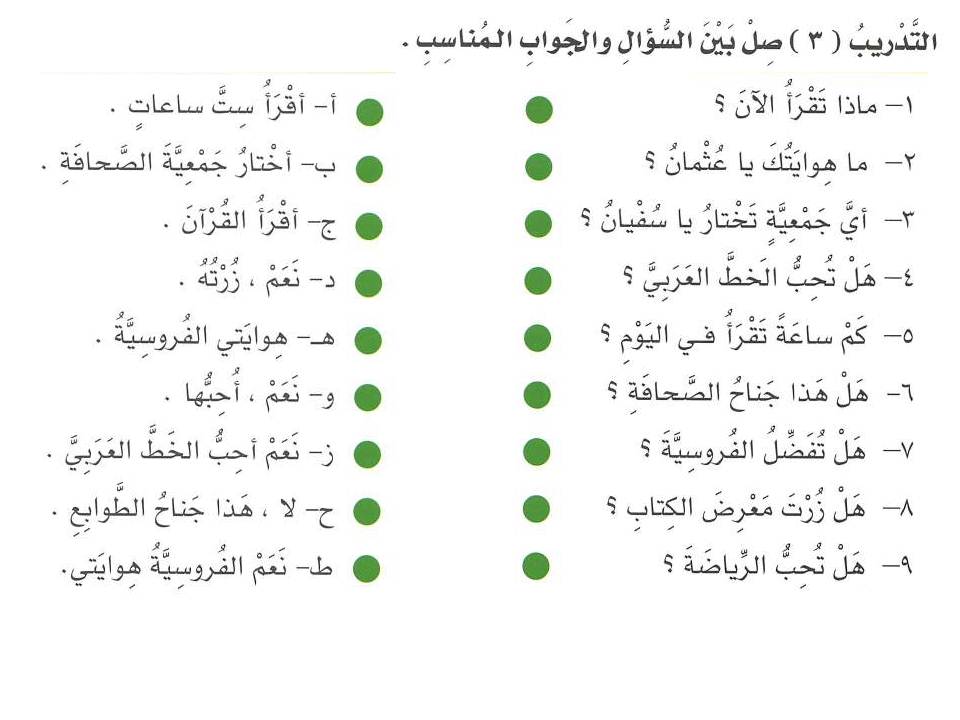 التَّدْريبُ ( ٣ ) صِلْ بَيْنَ السُّؤالِ والجَوابِ المُناسِبِ .
١- ماذا تَقْرَأُ الآنَ ؟ أ- أقْرَأُ سِتَّ ساعاتٍ .
٢- ما هِوايَتُكَ يا عُثْمانُ ؟ ب- أخْتارُ جَمْعِيَّةَ الصَّحافَةِ .
٣- أيَّ جَمْعِيَّةٍ تَخْتارُ يا سُفْيانُ ؟ ج- أقْرَأُ القُرْآنَ .
٤- هَلْ تُحِبُّ الَخطَّ العَرَبِيَّ ؟ د- نَعَمْ ، زُرْتُهُ .
٥- كَمْ ساعَةً تَقْرَأُ في اليَوْمِ ؟ هـ- هِوايَتي الفُروسِيَّةُ .
٦- هَلْ هَذا جَناحُ الصَّحافَةِ ؟ و- نَعَمْ ، أُحِبُّها .
٧- هَلْ تُفَضِّلُ الفُروسِيَّةَ ؟ ز- نَعَمْ أحِبُّ الخَطَّ العَرَبِيَّ .
٨- هَلْ زُرْتَ مَعْرِضَ الكِتابِ ؟ ح- لا ، هَذا جَناحُ الطَّوابِعِ .
٩- هَلْ تُحِبُّ الرِّياضَةَ ؟ ط- نَعَمْ الفُروسِيَّةُ هِوايَتي.